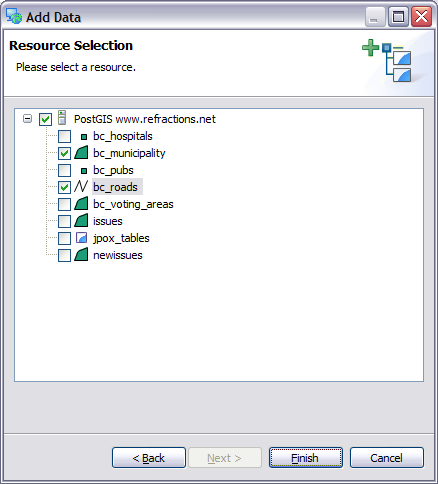 Add Data
Resource Selection
Please select a resource.
PostGIS www.refractions.net
bc_hospitals
bc_municipality
bc_pubs
bc_roads
bc_voting_areas
issues
jpox_tables
newissues
< Back Next > Finish Cancel